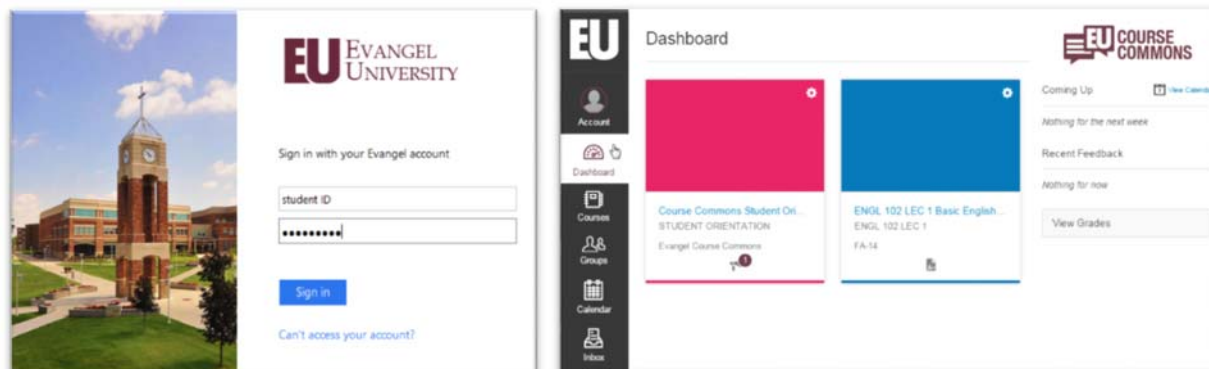 EU EVANGEL
UNIVERSITY
Sign in with your Evangel account
student ID
•••••••••
Sign in
Can't access your account?
EU
Account
Dashboard
Courses
Groups
Calendar
Inbox
Dashboard
Course Commons Student Ori...
STUDENT ORIENTATION
Evangel Course Commons
1
ENGL 102 LEC 1 Basic English...
ENGL 102 LEC 1
FA-14
EU COURSE
COMMONS
Coming Up
View Calendar
Nothing for the next week
Recent Feedback
Nothing for now
View Grades